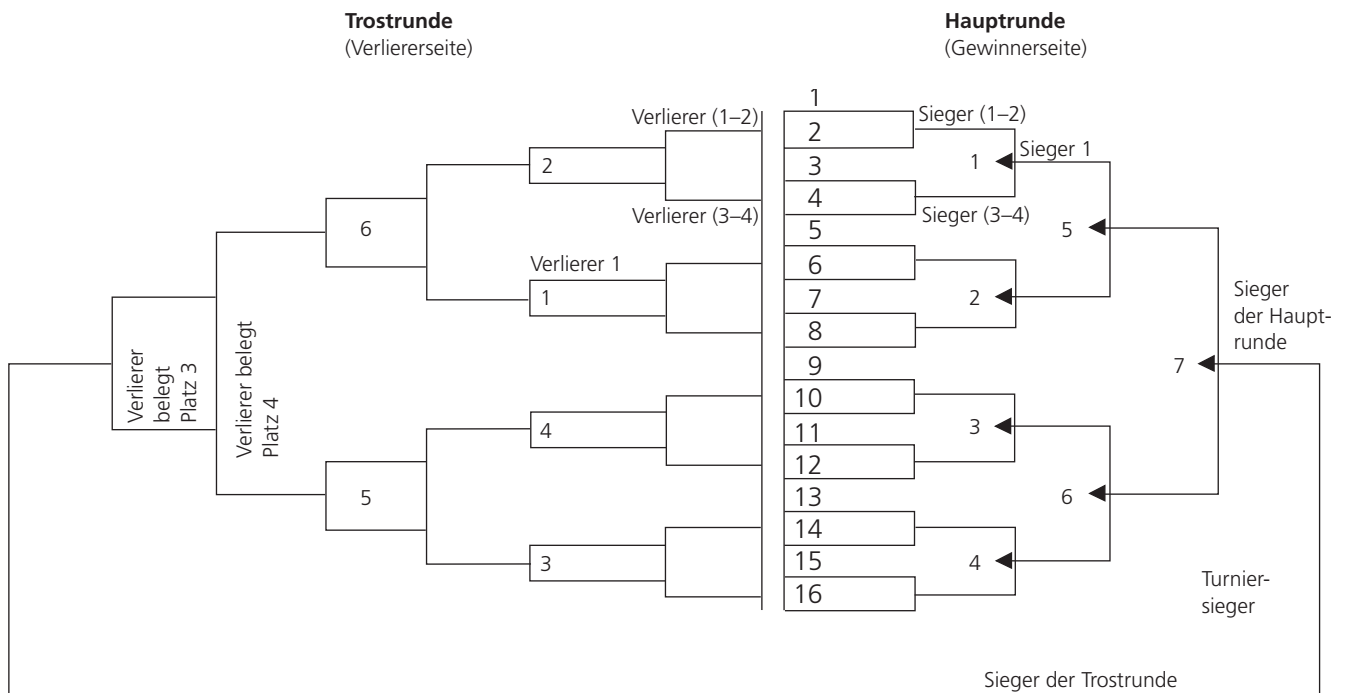 Trostrunde
(Verliererseite)
Hauptrunde
(Gewinnerseite)
Verlierer (1–2)
2
Verlierer (3–4)
6
Verlierer 1
1
Verlierer
belegt
Platz 3
Verlierer belegt
Platz 4
4
5
3
1
2
3
4
5
6
7
8
9
10
11
12
13
14
15
16
Sieger (1–2)
1
Sieger 1
Sieger (3–4)
5
2
Sieger
der Haupt-
runde
7
3
6
4
Turnier-
sieger
Sieger der Trostrunde